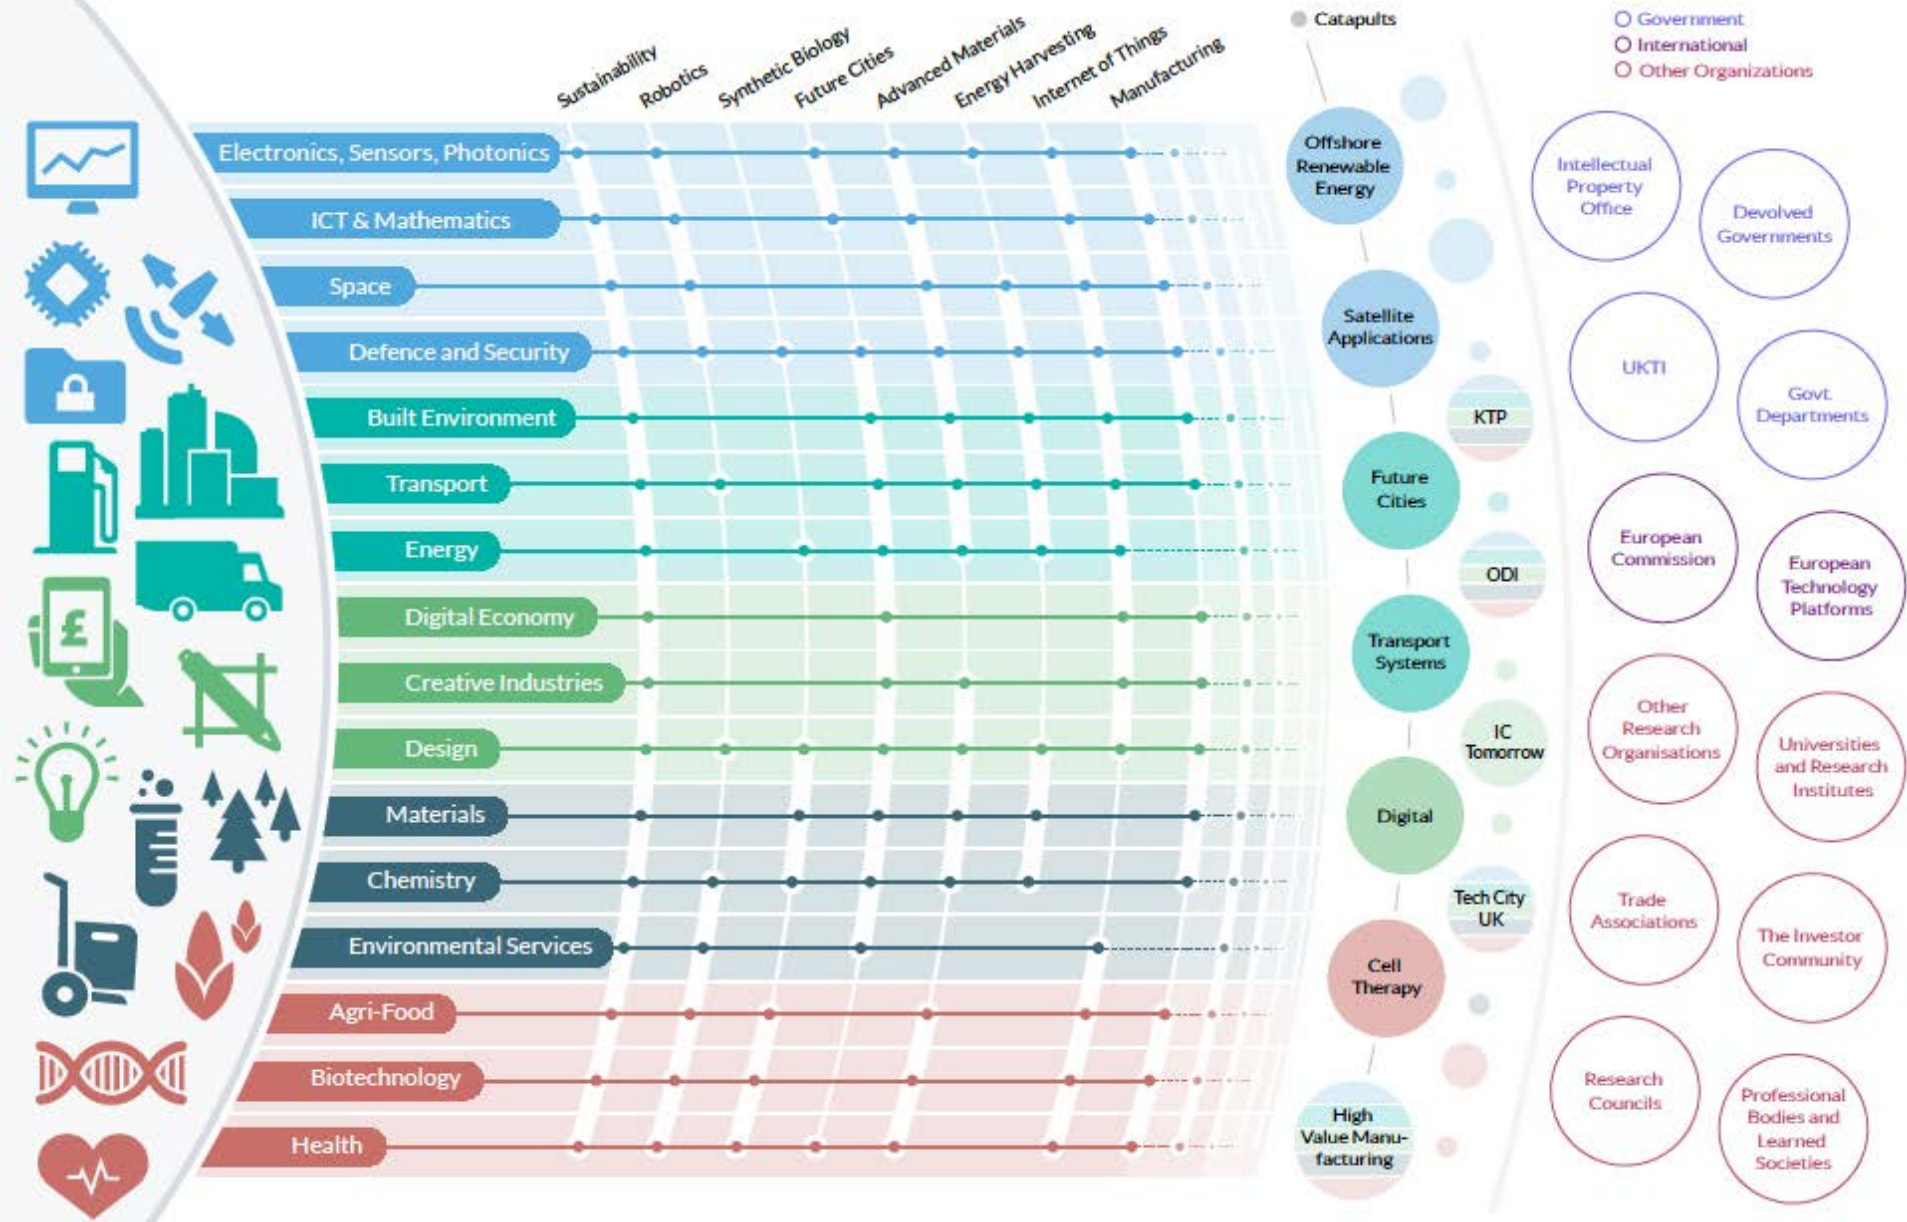 Sustainability
Robotics
Synthetic Biology
Future Cities
Advanced Materials
Energy Harvesting
Internet of Things
Manufacturing
Electronics, Sensors, Photonics
ICT & Mathematics
Space
Defence and Security
Built Environment
Transport
Energy
Digital Economy
£
Creative Industries
Design
Materials
Chemistry
Environmental Services
Agri-Food
Biotechnology
Health
Catapults
Offshore
Renewable
Energy
Satellite
Applications
Future
Cities
Transport
Systems
Digital
Cell
Therapy
High
Value Manu-
facturing
KTP
ODI
IC
Tomorrow
Tech City
UK
Government
International
Other Organizations
Intellectual
Property
Office
Devolved
Governments
UKTI
Govt.
Departments
European
Commission
European
Technology
Platforms
Other
Research
Organisations
Universities
and Research
Institutes
Trade
Associations
The Investor
Community
Research
Councils
Professional
Bodies and
Learned
Societies